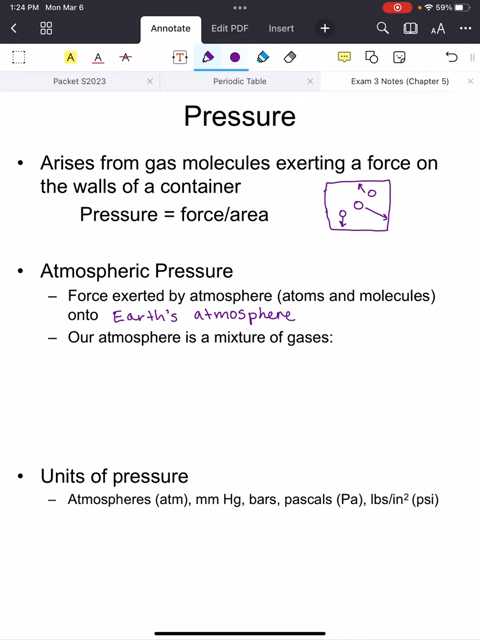 1:24 PM Mon Mar 6
59%
Annotate
Edit PDF
Insert
AA
A
A
A
T
Packet S2023
Periodic Table
Exam 3 Notes (Chapter 5)
Pressure
• Arises from gas molecules exerting a force on
the walls of a container
Pressure = force/area
• Atmospheric Pressure
– Force exerted by atmosphere (atoms and molecules)
onto Earth's atmosphere
– Our atmosphere is a mixture of gases:
• Units of pressure
– Atmospheres (atm), mm Hg, bars, pascals (Pa), lbs/in² (psi)